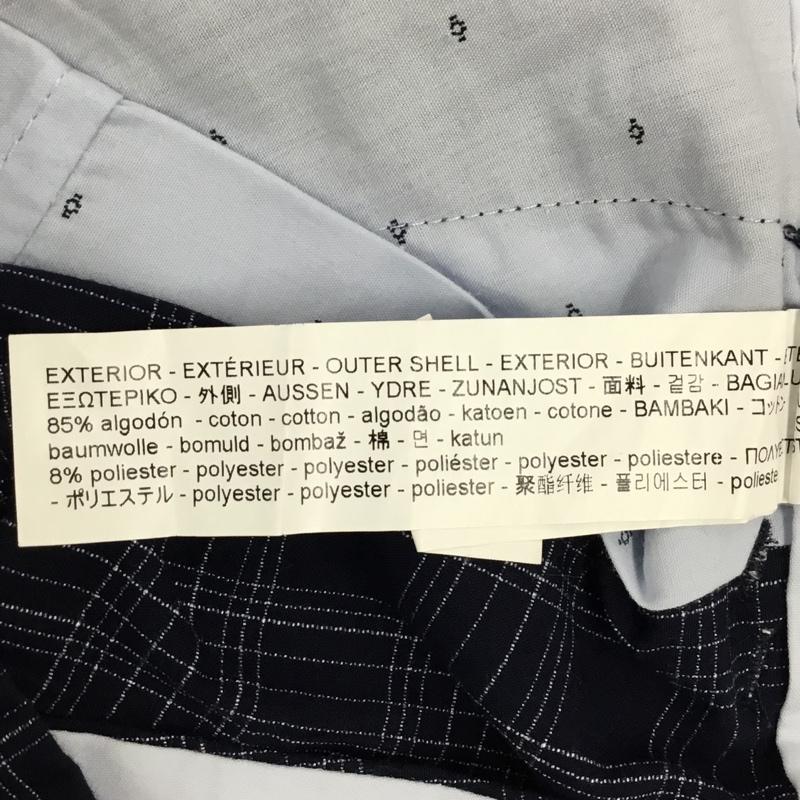 EXTERIOR - EXTÉRIEUR - OUTER SHELL - EXTERIOR - BUITENKANT -
ΕΞΩΤΕΡΙΚΟ - 外側 - AUSSEN - YDRE - ZUNANJOST - 面料 - 겉감 -
85% algodón - coton - cotton - algodão - katoen - cotone - BAMBAKI - コットン
baumwolle - bomuld - bombaž - 棉 - 면 - katun
8% poliester - polyester - polyester - poliéster - polyester - poliestere -
- ポリエステル - polyester - polyester - poliester - 聚酯纤维 - 폴리에스터 -